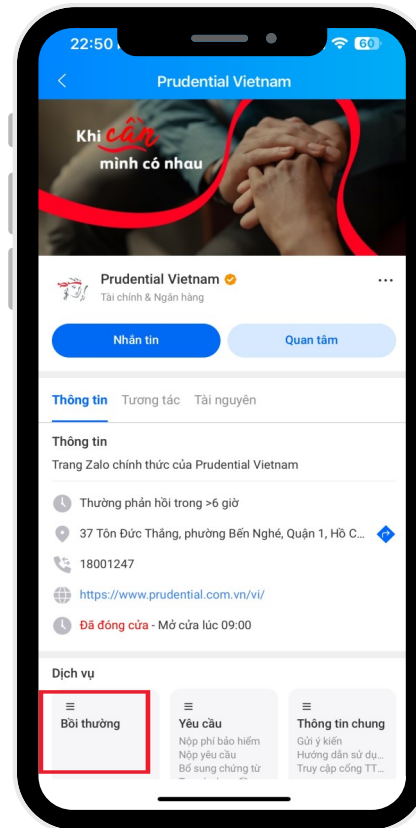 22:50
60
Prudential Vietnam
Khi cần
mình có nhau
Prudential Vietnam
Tài chính & Ngân hàng
Nhắn tin
Quan tâm
Thông tin Tương tác Tài nguyên
Thông tin
Trang Zalo chính thức của Prudential Vietnam
Thường phản hồi trong >6 giờ
37 Tôn Đức Thắng, phường Bến Nghé, Quận 1, Hồ C...
18001247
https://www.prudential.com.vn/vi/
Đã đóng cửa - Mở cửa lúc 09:00
Dịch vụ
Bồi thường
Yêu cầu
Nộp phí bảo hiểm
Nộp yêu cầu
Bổ sung chứng từ
Thông tin chung
Gửi ý kiến
Hướng dẫn sử dụ...
Truy cập cổng TT...